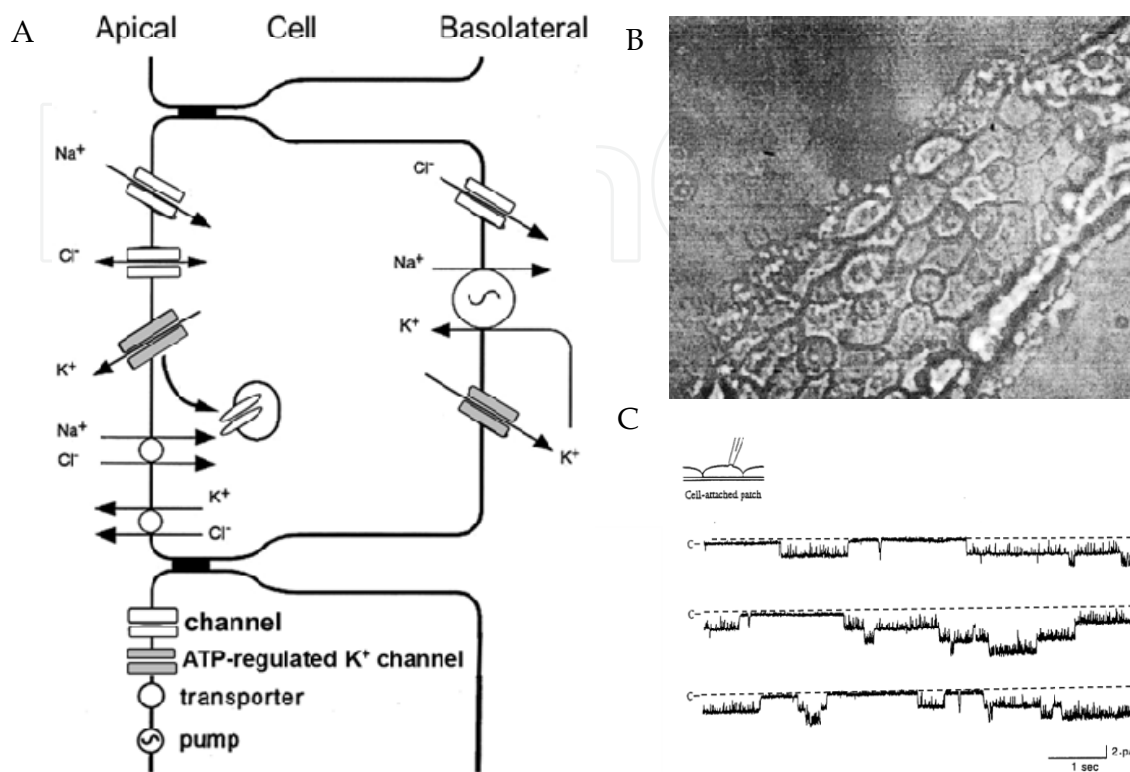 A
Apical Cell Basolateral
Na⁺
Cl⁻
Cl⁻
Na⁺
K⁺
K⁺
Na⁺
Cl⁻
K⁺
K⁺
Cl⁻
channel
ATP-regulated K⁺ channel
transporter
pump
B
C
Cell-attached patch
C
C
C
1 sec